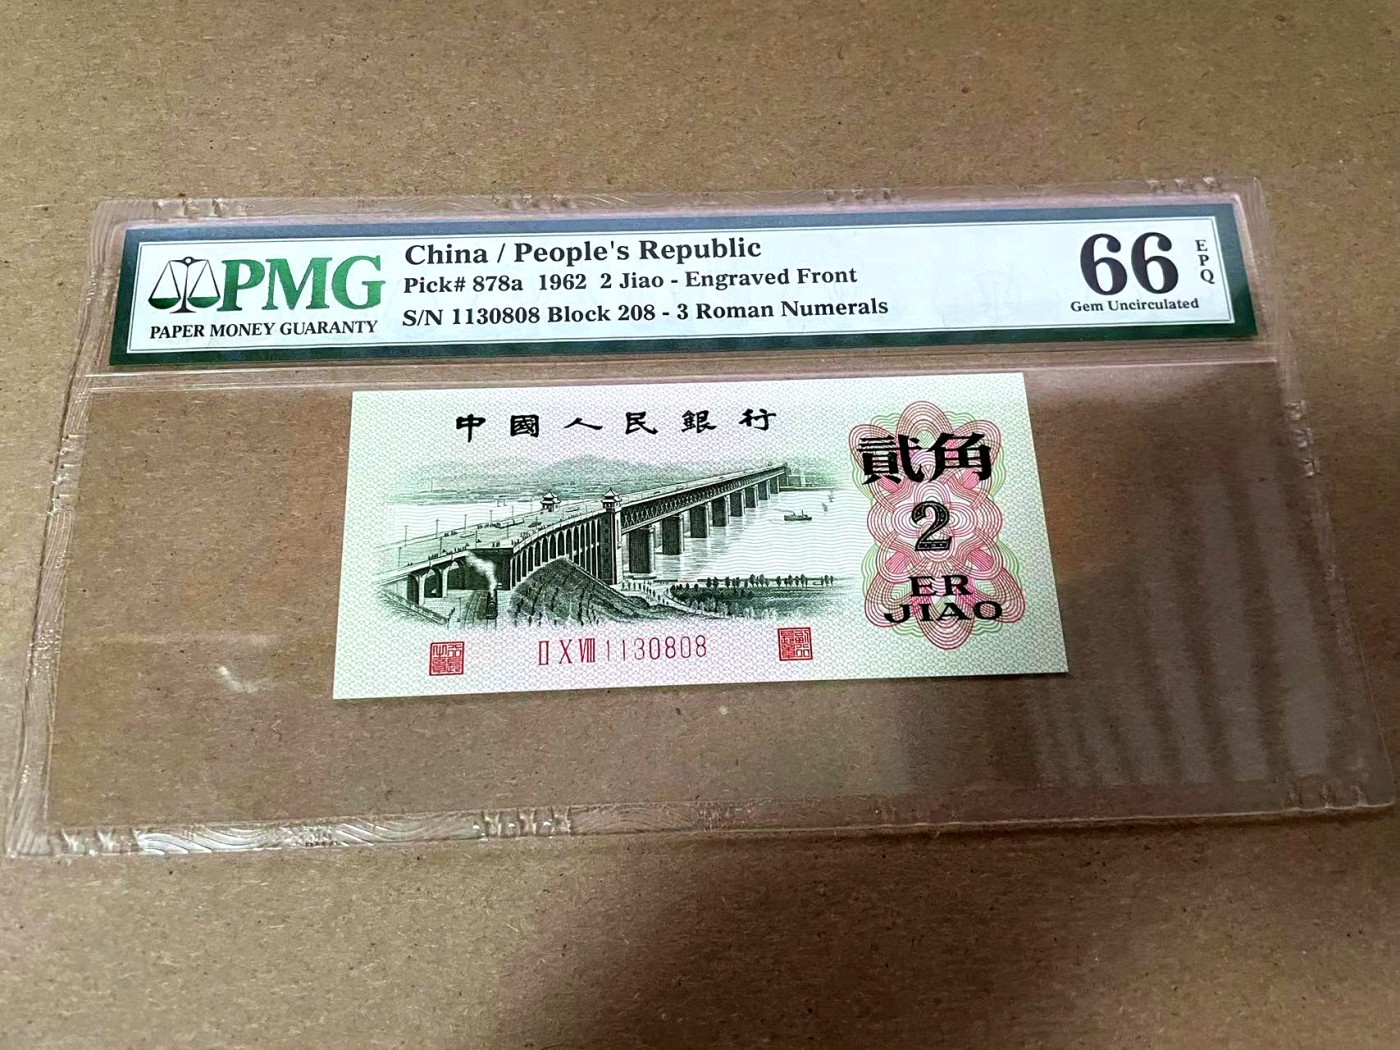 PMG
PAPER MONEY GUARANTY
China / People's Republic
Pick# 878a 1962 2 Jiao - Engraved Front
S/N 1130808 Block 208 - 3 Roman Numerals
66
EPQ
Gem Uncirculated
中國人民銀行
貳角
2
ER
JIAO
II X VIII 1130808